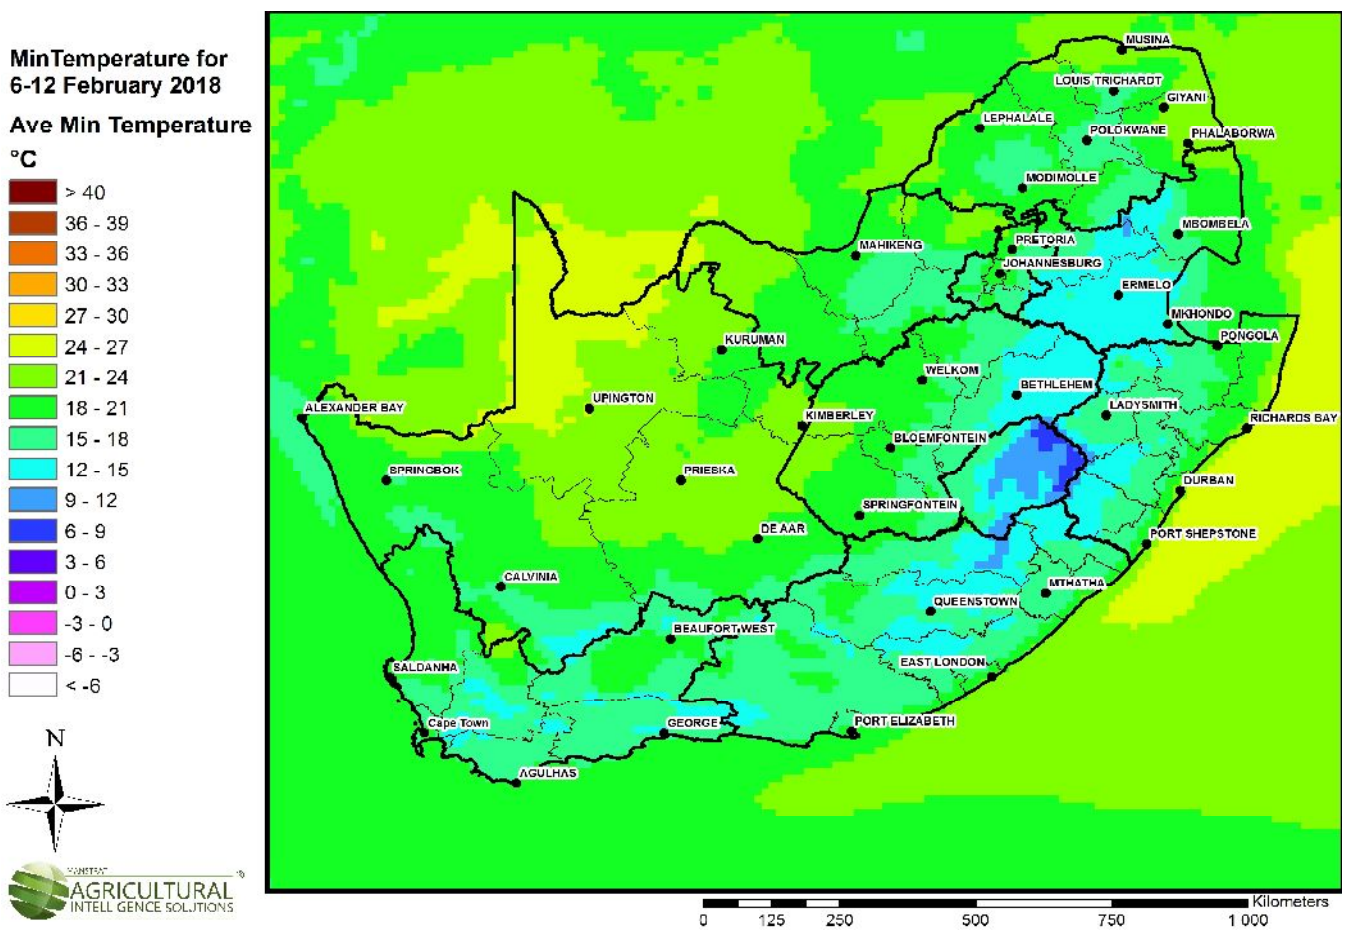 MinTemperature for
6-12 February 2018
Ave Min Temperature
°C
> 40
36 - 39
33 - 36
30 - 33
27 - 30
24 - 27
21 - 24
18 - 21
15 - 18
12 - 15
9 - 12
6 - 9
3 - 6
0 - 3
-3 - 0
-6 - -3
< -6
N
MANSTRAT
AGRICULTURAL
INTELLIGENCE SOLUTIONS
MUSINA
LOUIS TRICHARDT
GIYANI
LEPHALALE
POLOKWANE
PHALABORWA
MODIMOLLE
MBOMBELA
PRETORIA
MAHIKENG
JOHANNESBURG
ERMELO
MKHONDO
PONGOLA
KURUMAN
WELKOM
BETHLEHEM
UPINGTON
ALEXANDER BAY
LADYSMITH
KIMBERLEY
RICHARDS BAY
BLOEMFONTEIN
SPRINGBOK
PRIESKA
DURBAN
SPRINGFONTEIN
DE AAR
PORT SHEPSTONE
CALVINIA
MTHATHA
QUEENSTOWN
BEAUFORT-WEST
SALDANHA
EAST LONDON
Cape Town
GEORGE
PORT ELIZABETH
AGULHAS
Kilometers
0 125 250 500 750 1 000